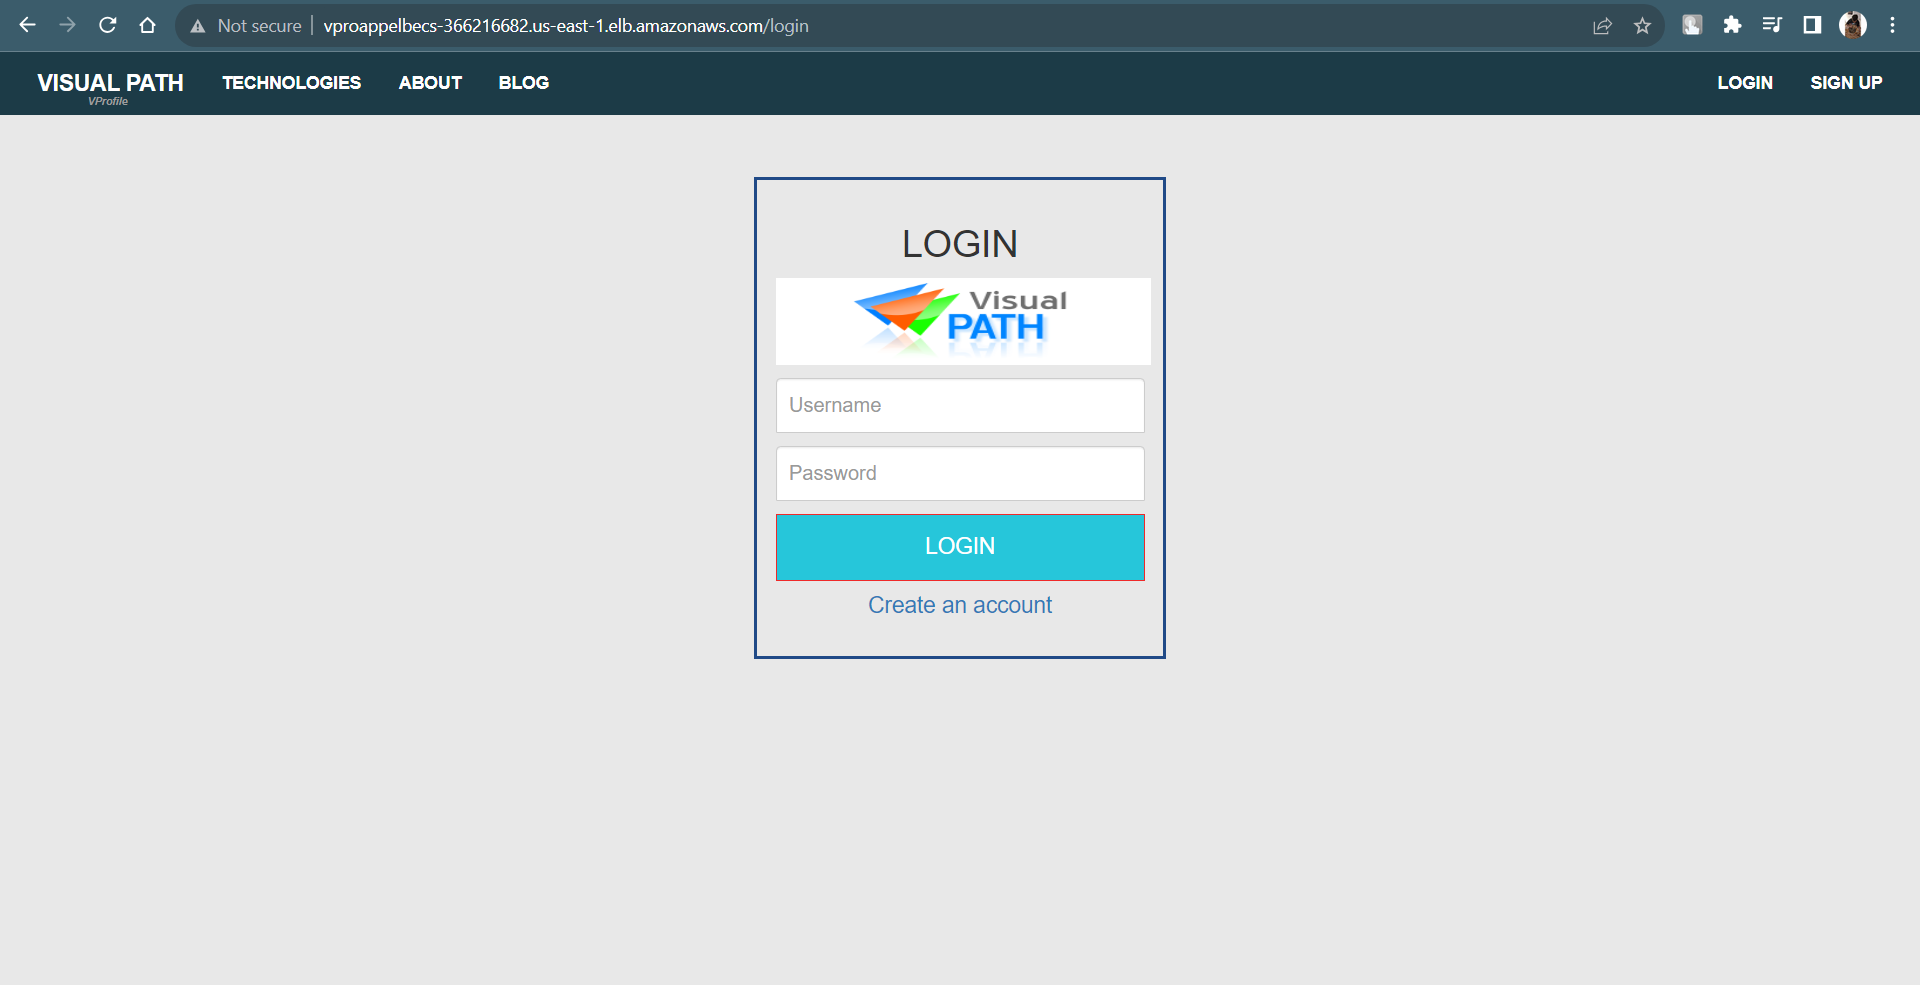 Not secure vproappelbecs-366216682.us-east-1.elb.amazonaws.com/login
VISUAL PATH TECHNOLOGIES ABOUT BLOG LOGIN SIGN UP
VProfile
LOGIN
Visual
PATH
Username
Password
LOGIN
Create an account